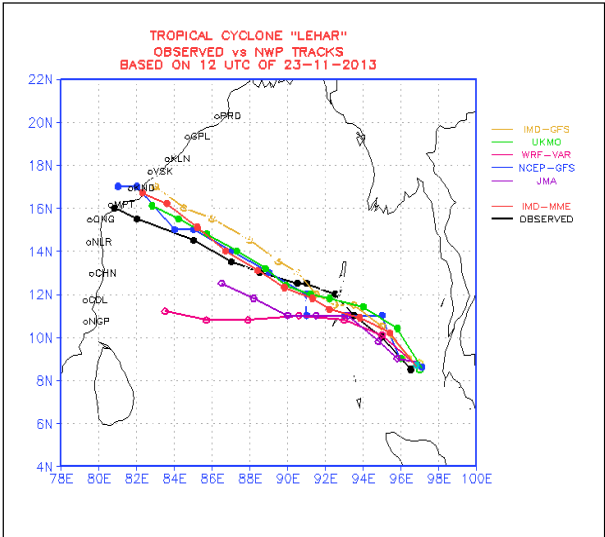 TROPICAL CYCLONE "LEHAR"
OBSERVED vs NWP TRACKS
BASED ON 12 UTC OF 23-11-2013
22N
20N
18N
16N
14N
12N
10N
8N
6N
4N
78E 80E 82E 84E 86E 88E 90E 92E 94E 96E 98E 100E
PRD
GPL
KLN
VSK
KND
MPT
ONG
NLR
CHN
NGP
IMD-GFS
UKMO
WRF-VAR
NCEP-GFS
JMA
IMD-MME
OBSERVED